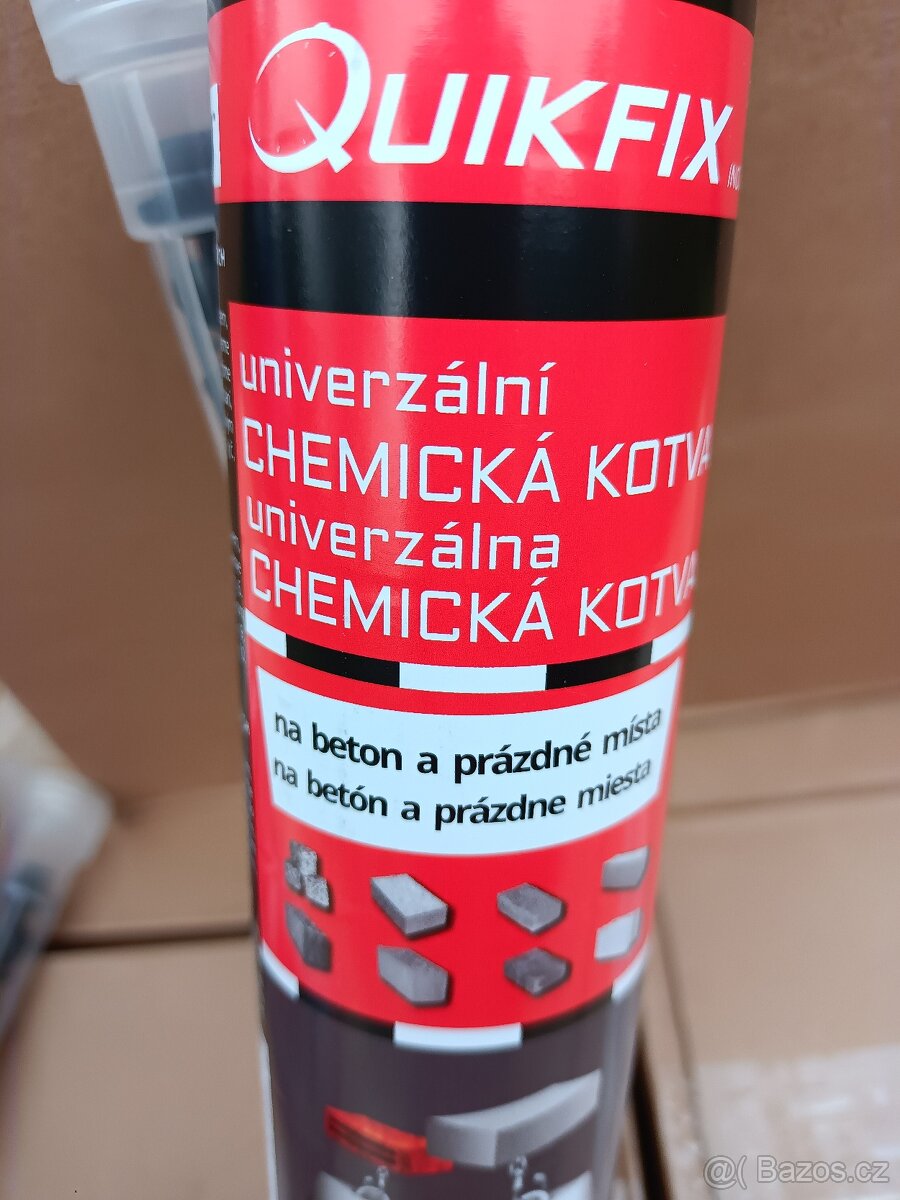 QUIKFIX
univerzální
CHEMICKÁ KOTVA
univerzálna
CHEMICKÁ KOTVA
na beton a prázdné místa
na betón a prázdne miesta
@( Bazos.cz